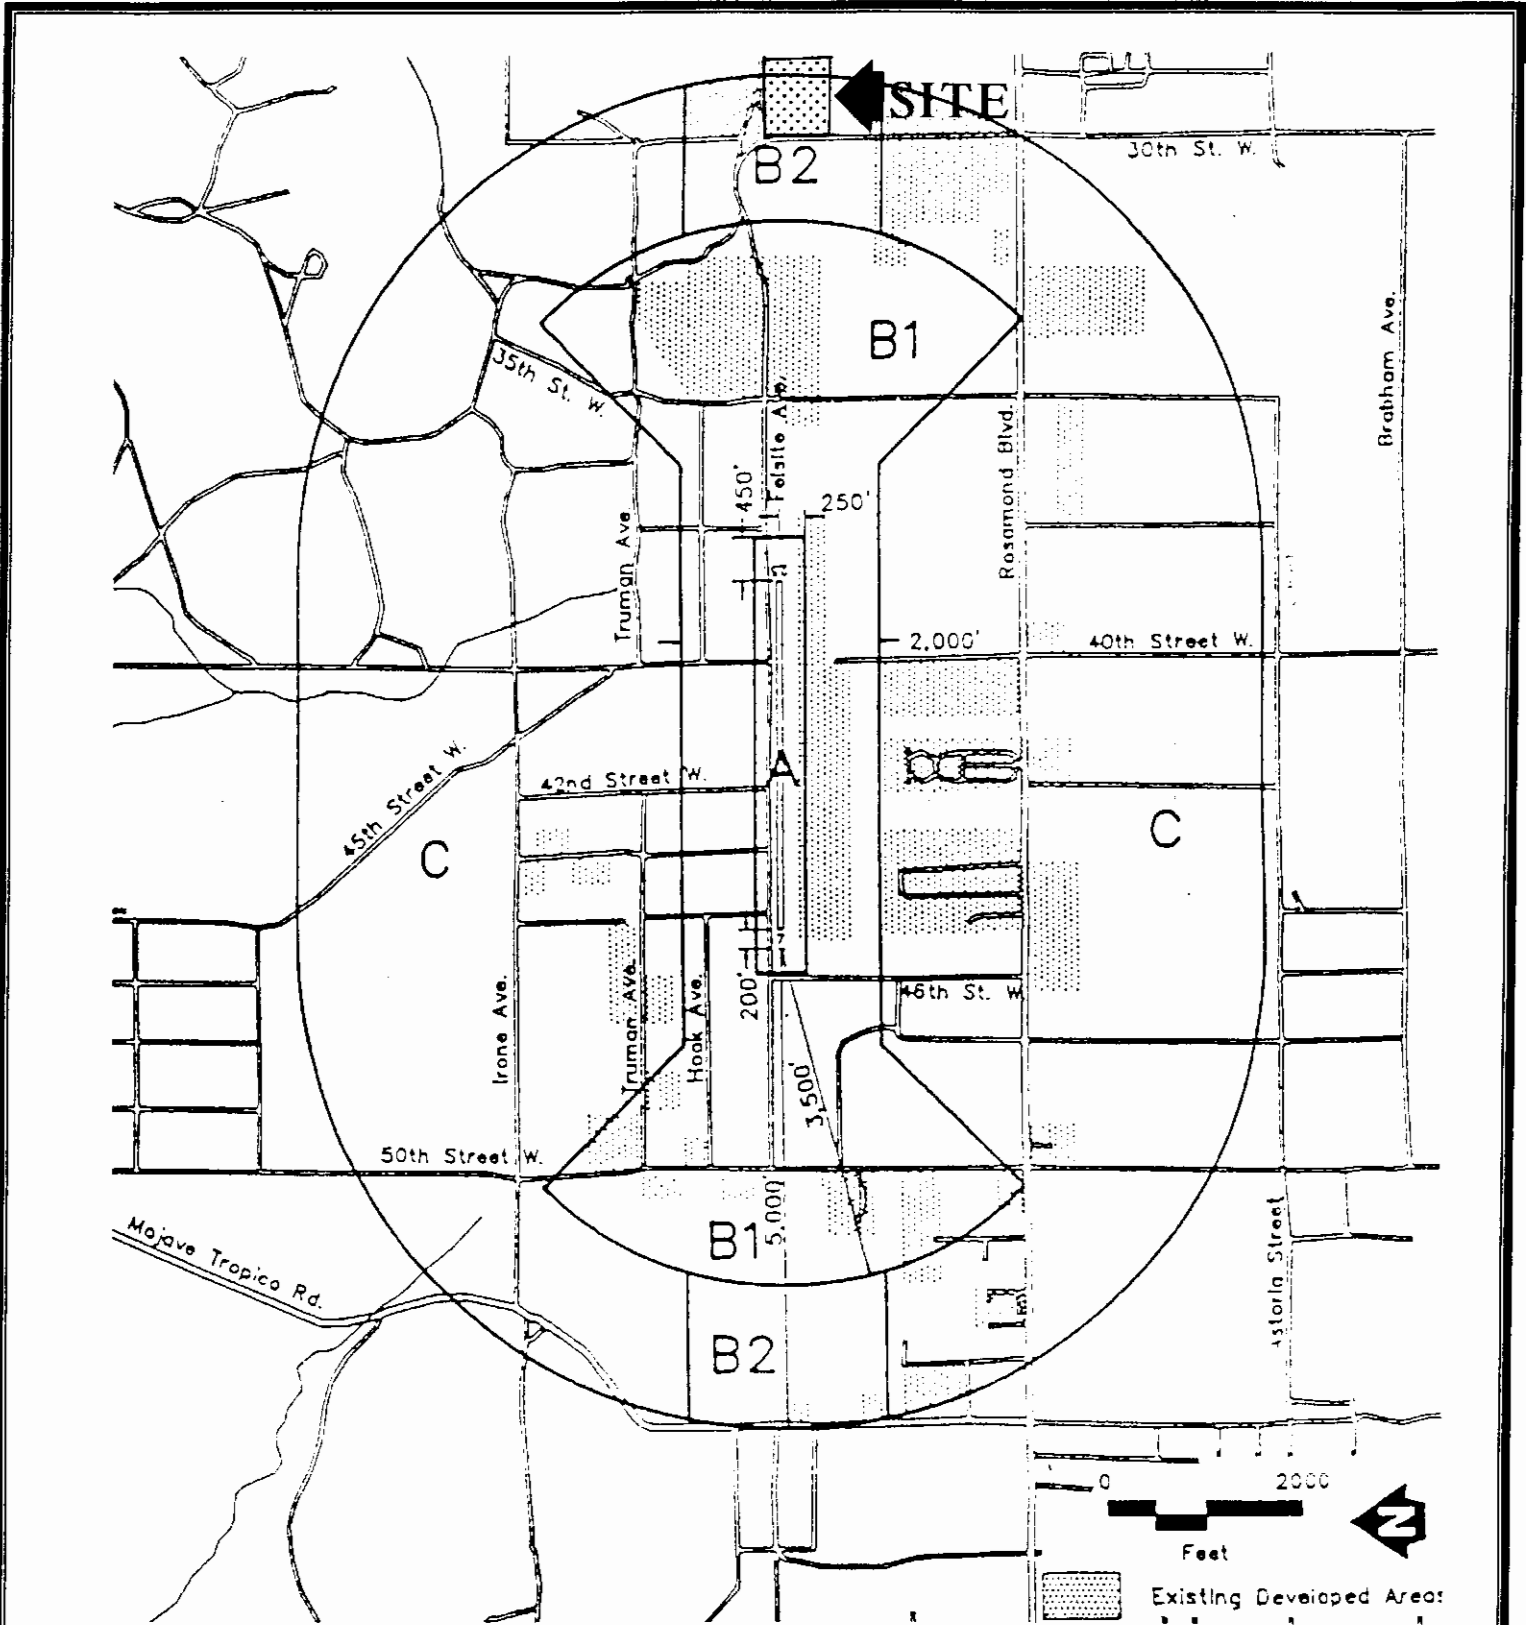 SITE
30th St. W.
B2
B1
35th St. W.
Brabham Ave.
Felsite Ave.
450'
250'
Rosamond Blvd.
Truman Ave
2,000'
40th Street W.
A
45th Street W.
42nd Street W.
C
C
200'
46th St. W.
Irone Ave.
Truman Ave.
Hook Ave.
3,500'
50th Street W.
B1
5,000'
Mojave Tropico Rd.
Astoria Street
B2
0
2000
Feet
N
Existing Developed Areas